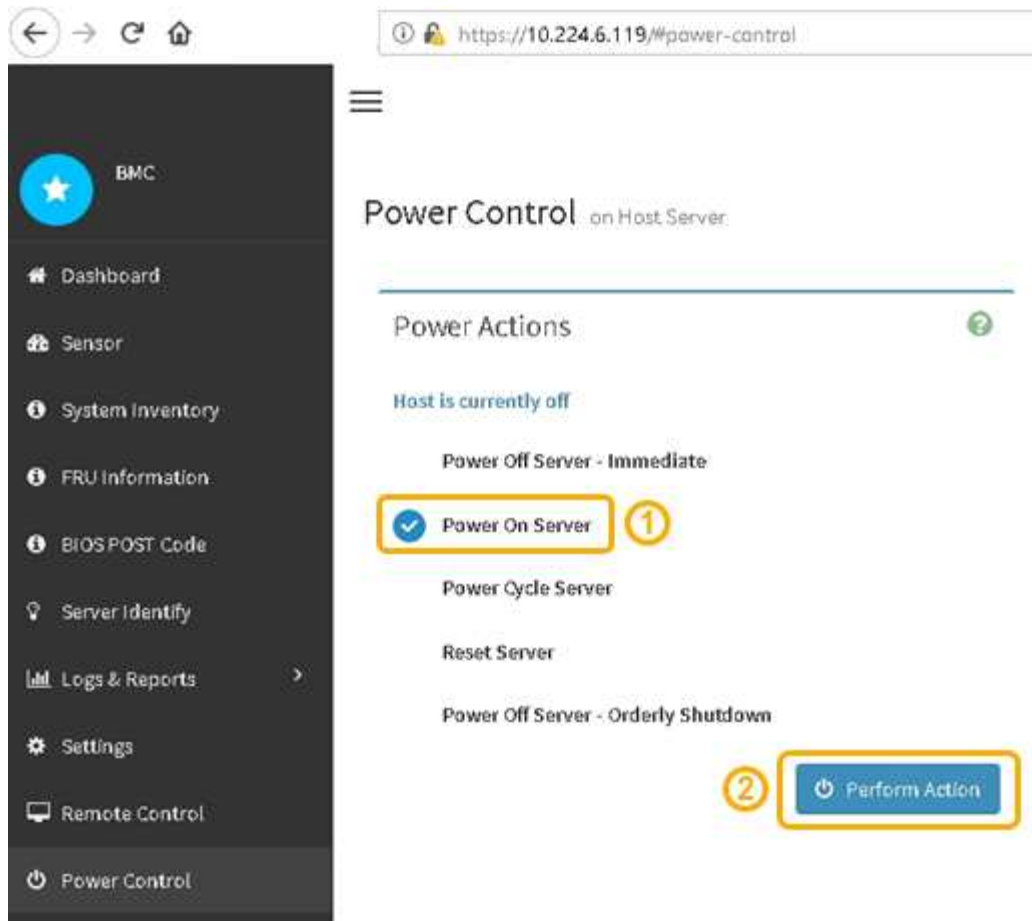 https://10.224.6.119/#power-control
BMC
Power Control on Host Server
Dashboard
Power Actions
Sensor
Host is currently off
System Inventory
Power Off Server - Immediate
FRU Information
Power On Server 1
BIOS POST Code
Power Cycle Server
Server Identify
Reset Server
Logs & Reports
Power Off Server - Orderly Shutdown
Settings
2 Perform Action
Remote Control
Power Control